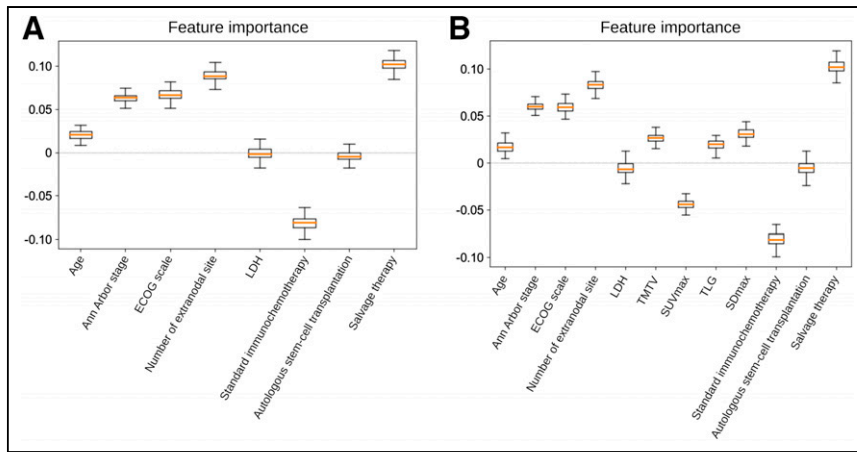 A
Feature importance
0.10
0.05
0
-0.05
-0.10
Age
Ann Arbor stage
ECOG scale
Number of extranodal site
LDH
Standard immunochemotherapy
Autologous stem-cell transplantation
Salvage therapy
B
Feature importance
0.10
0.05
0
-0.05
-0.10
Age
Ann Arbor stage
ECOG scale
Number of extranodal site
LDH
TMTV
SUVmax
TLG
SDmax
Standard immunochemotherapy
Autologous stem-cell transplantation
Salvage therapy